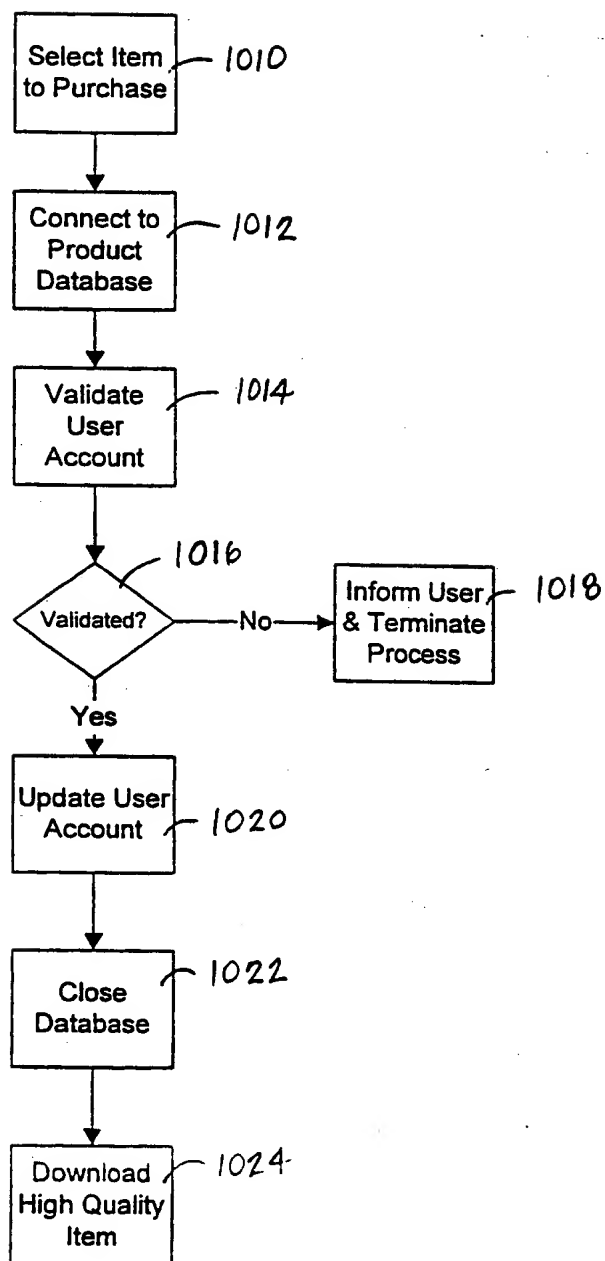 Select Item
to Purchase
1010
Connect to
Product
Database
1012
Validate
User
Account
1014
1016
Validated?
No
Inform User
& Terminate
Process
1018
Yes
Update User
Account
1020
Close
Database
1022
Download
High Quality
Item
1024